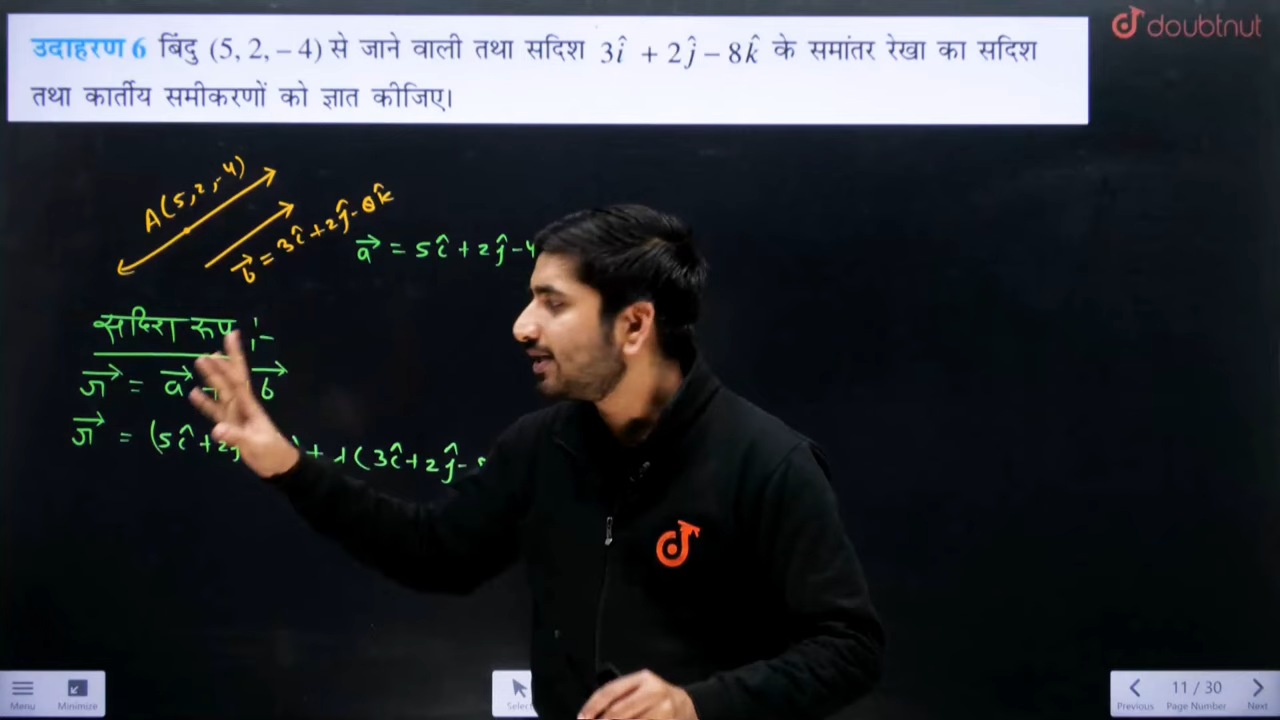 उदाहरण 6 बिंदु (5, 2, – 4) से जाने वाली तथा सदिश 3î + 2ĵ – 8k̂ के समांतर रेखा का सदिश
तथा कार्तीय समीकरणों को ज्ञात कीजिए।
doubtnut
A(5,2,-4)
b⃗ = 3î+2ĵ-8k̂
a⃗ = 5î+2ĵ-4
सदिश रूप :-
r⃗ = a⃗ + b⃗
r⃗ = (5î+2ĵ + λ(3î+2ĵ-
Menu
Minimize
Select
Previous
11 / 30
Page Number
Next